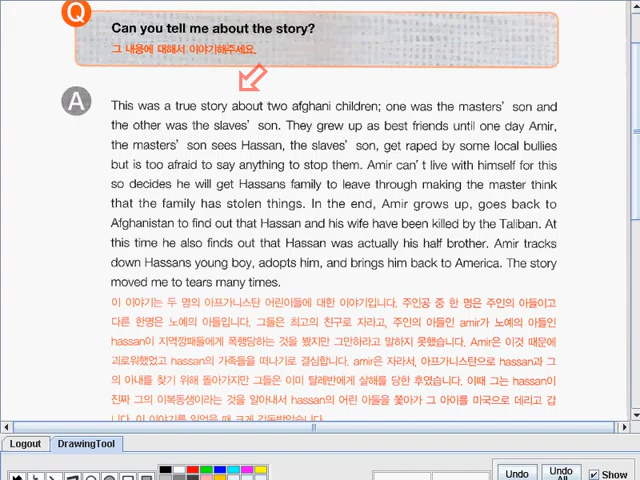 Q
Can you tell me about the story?
그 내용에 대해서 이야기해주세요.
A
This was a true story about two afghani children; one was the masters' son and
the other was the slaves' son. They grew up as best friends until one day Amir,
the masters' son sees Hassan, the slaves' son, get raped by some local bullies
but is too afraid to say anything to stop them. Amir can't live with himself for this
so decides he will get Hassans family to leave through making the master think
that the family has stolen things. In the end, Amir grows up, goes back to
Afghanistan to find out that Hassan and his wife have been killed by the Taliban. At
this time he also finds out that Hassan was actually his half brother. Amir tracks
down Hassans young boy, adopts him, and brings him back to America. The story
moved me to tears many times.
이 이야기는 두 명의 아프가니스탄 어린이들에 대한 이야기입니다. 주인공 중 한 명은 주인의 아들이고
다른 한명은 노예의 아들입니다. 그들은 최고의 친구로 자라고, 주인의 아들인 amir가 노예의 아들인
hassan이 지역깡패들에게 폭행당하는 것을 봤지만 그만하라고 말하지 못했습니다. Amir은 이것 때문에
괴로워했었고 hassan의 가족들을 떠나기로 결심합니다. amir은 자라서, 아프가니스탄으로 hassan과 그
의 아내를 찾기 위해 돌아가지만 그들은 이미 탈레반에게 살해를 당한 후였습니다. 이때 그는 hassan이
진짜 그의 이복동생이라는 것을 알아내서 hassan의 어린 아들을 쫓아가 그 아이를 미국으로 데리고 갑
니다. 이 이야기를 읽었을 때 크게 감동받았습니다.
Logout DrawingTool
Undo Undo All Show